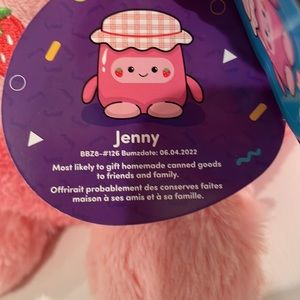 Jenny
BBZ8-#126 Bumzdate: 06.04.2022
Most likely to gift homemade canned goods
to friends and family.
Offrirait probablement des conserves faites
maison à ses amis et à sa famille.